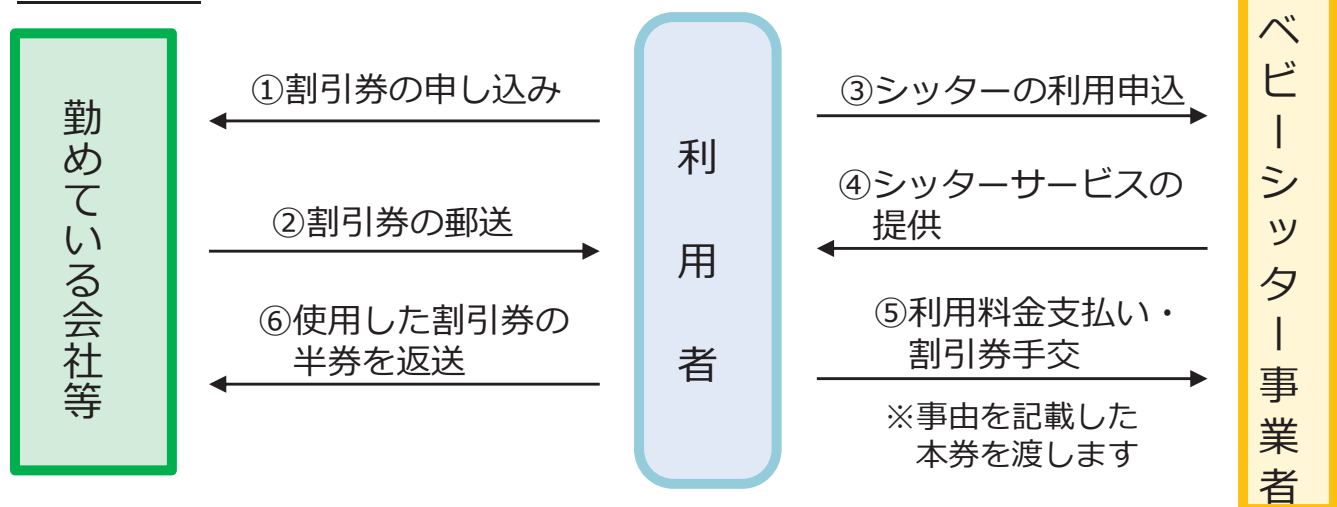 勤めている会社等
①割引券の申し込み
②割引券の郵送
⑥使用した割引券の
半券を返送
利用者
③シッターの利用申込
④シッターサービスの
提供
⑤利用料金支払い・
割引券手交
※事由を記載した
本券を渡します
ベビーシッター事業者